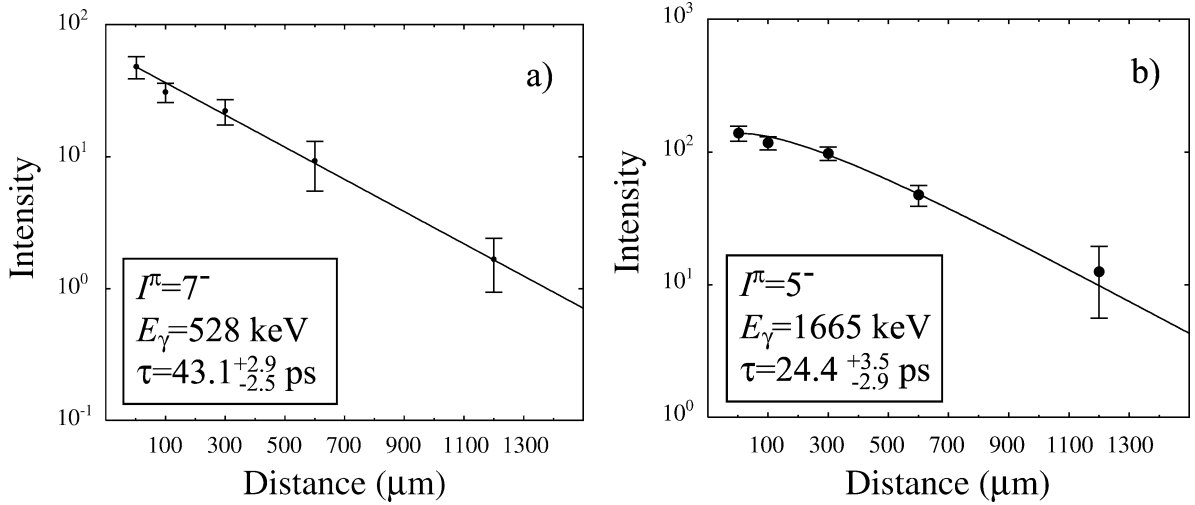 10²
10¹
10⁰
10⁻¹
Intensity
a)
Iπ=7⁻
Eγ=528 keV
τ=43.1 +2.9 -2.5 ps
100 300 500 700 900 1100 1300
Distance (μm)
10³
10²
10¹
10⁰
Intensity
b)
Iπ=5⁻
Eγ=1665 keV
τ=24.4 +3.5 -2.9 ps
100 300 500 700 900 1100 1300
Distance (μm)